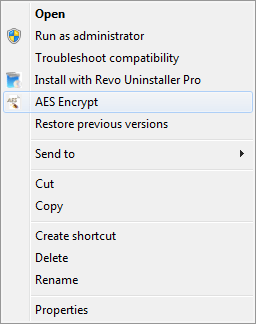 Open
Run as administrator
Troubleshoot compatibility
Install with Revo Uninstaller Pro
AES Encrypt
Restore previous versions
Send to
Cut
Copy
Create shortcut
Delete
Rename
Properties